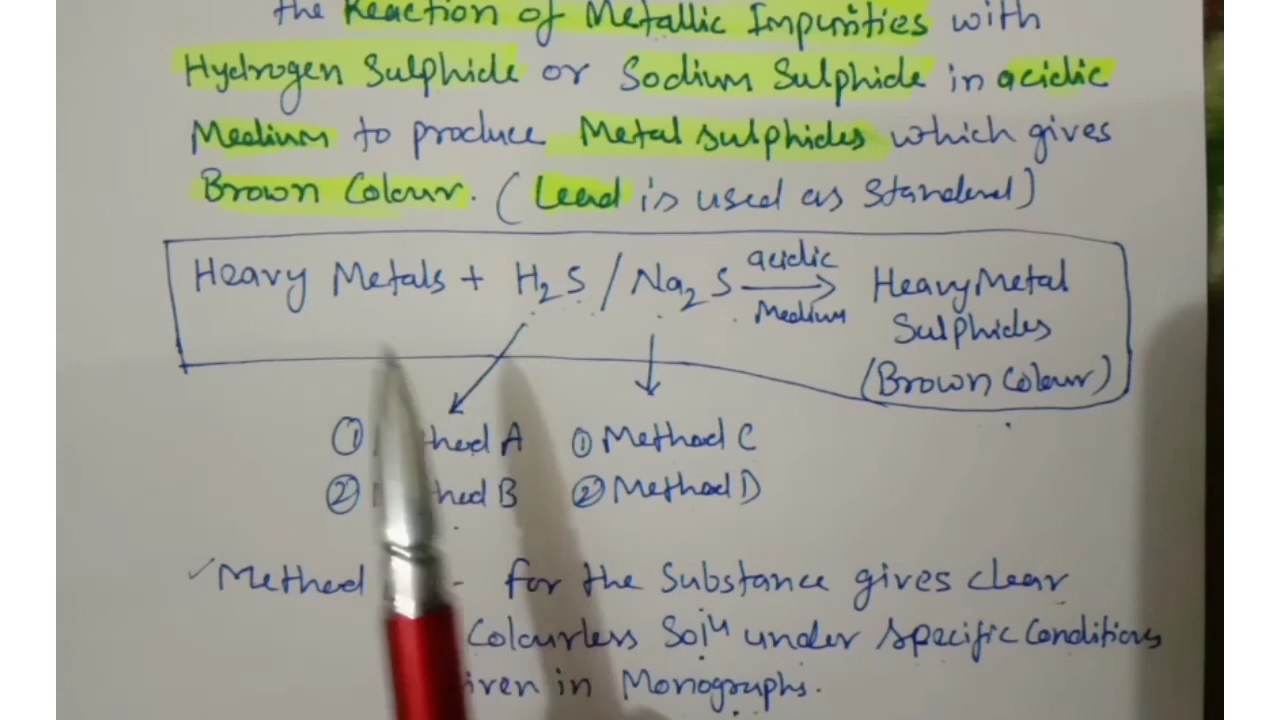 the Reaction of Metallic Impurities with
Hydrogen Sulphide or Sodium Sulphide in acidic
Medium to produce Metal sulphides which gives
Brown Colour. (Lead is used as Standerd)
Heavy Metals + H₂S / Na₂S acidic Medium → Heavy Metal
Sulphides
(Brown Colour)
① thod A ① Method C
② thod B ② Method D
✓ Method - for the Substance gives clear
Colourless Solⁿ under specific Conditions
iven in Monographs.